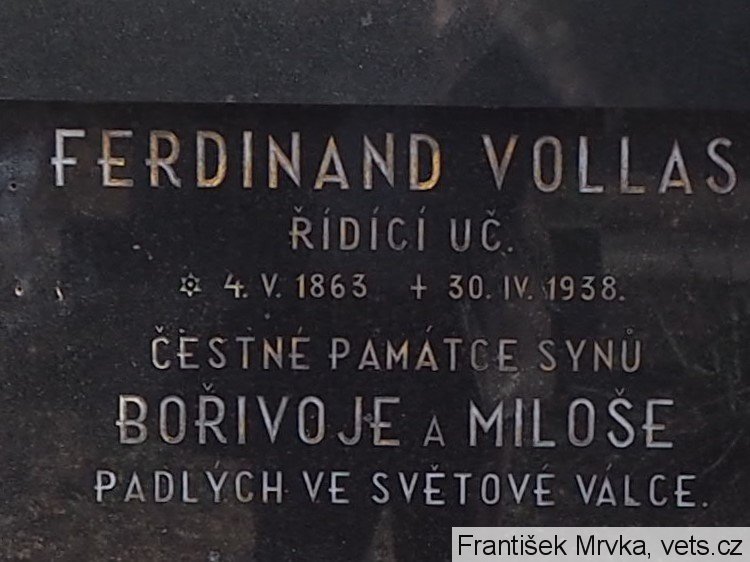 FERDINAND VOLLAS
ŘÍDÍCÍ UČ.
✡ 4. V. 1863 + 30. IV. 1938.
ČESTNÉ PAMÁTCE SYNŮ
BOŘIVOJE A MILOŠE
PADLÝCH VE SVĚTOVÉ VÁLCE.
František Mrvka, vets.cz